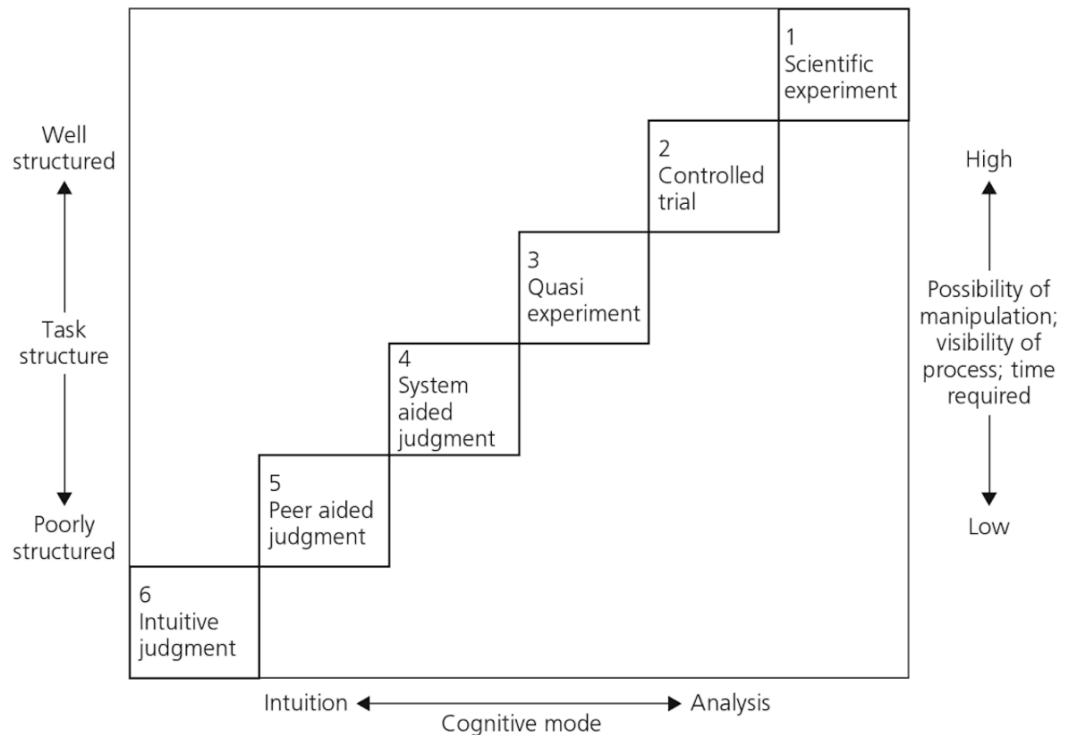 1
Scientific
experiment
2
Controlled
trial
3
Quasi
experiment
4
System
aided
judgment
5
Peer aided
judgment
6
Intuitive
judgment
Well
structured
Task
structure
Poorly
structured
High
Possibility of
manipulation;
visibility of
process; time
required
Low
Intuition
Analysis
Cognitive mode